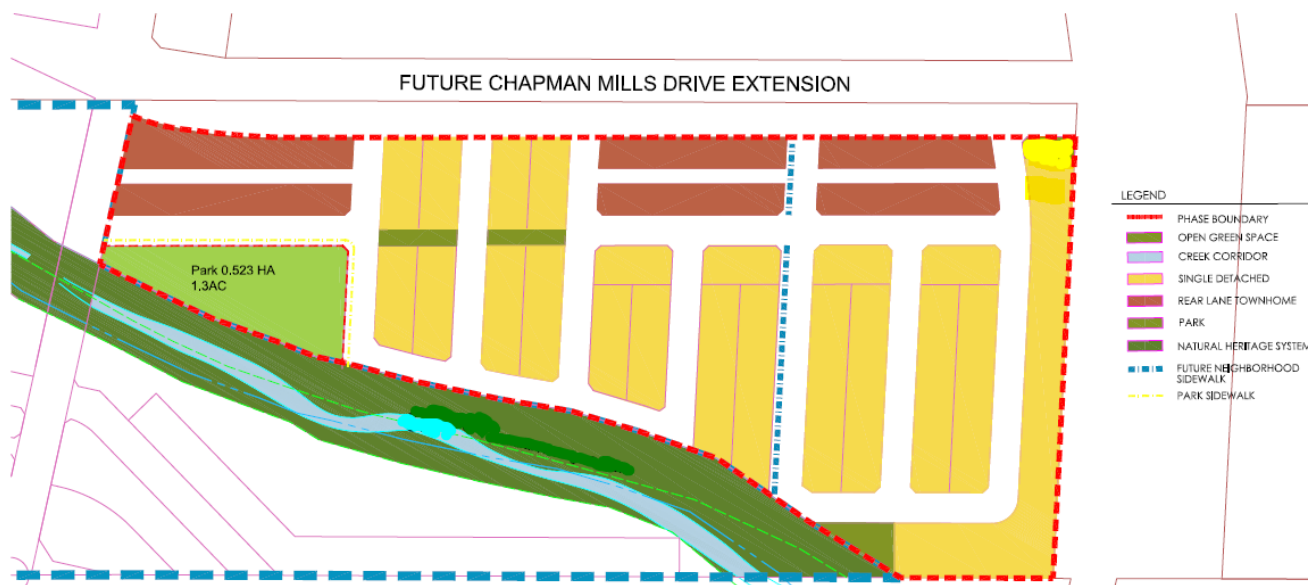 FUTURE CHAPMAN MILLS DRIVE EXTENSION
Park 0.523 HA
1,3AC
LEGEND
PHASE BOUNDARY
OPEN GREEN SPACE
CREEK CORRIDOR
SINGLE DETACHED
REAR LANE TOWNHOME
PARK
NATURAL HERITAGE SYSTEM
FUTURE NEIGHBORHOOD
SIDEWALK
PARK SIDEWALK